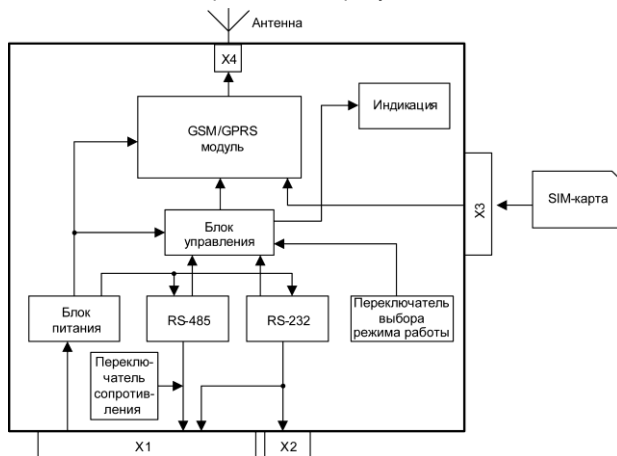 Антенна
X4
GSM/GPRS
модуль
Индикация
X3
SIM-карта
Блок
управления
Блок
питания
RS-485
RS-232
Переключатель
выбора
режима работы
Переклю-
чатель
сопротив-
ления
X1
X2